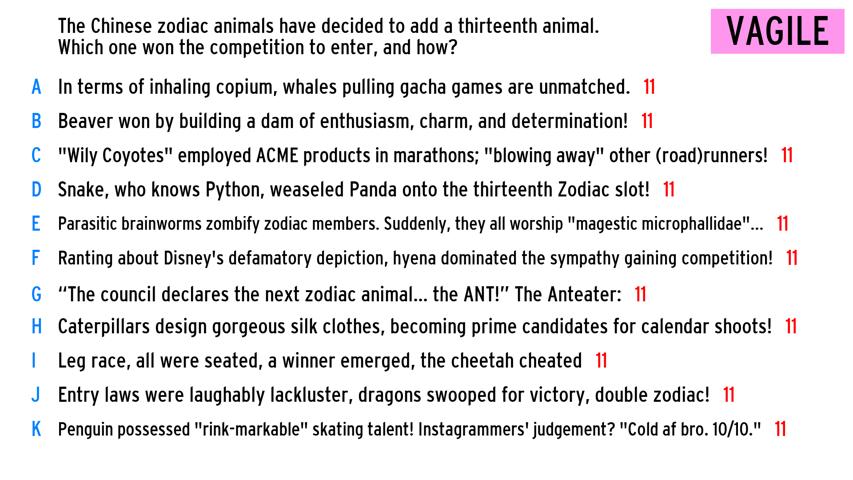 The Chinese zodiac animals have decided to add a thirteenth animal.
VAGILE
Which one won the competition to enter, and how?
A In terms of inhaling copium, whales pulling gacha games are unmatched. 11
B Beaver won by building a dam of enthusiasm, charm, and determination! 11
C "Wily Coyotes" employed ACME products in marathons; "blowing away" other (road)runners! 11
D Snake, who knows Python, weaseled Panda onto the thirteenth Zodiac slot! 11
E Parasitic brainworms zombify zodiac members. Suddenly, they all worship "magestic microphallidae"... 11
F Ranting about Disney's defamatory depiction, hyena dominated the sympathy gaining competition! 11
G “The council declares the next zodiac animal... the ANT!” The Anteater: 11
H Caterpillars design gorgeous silk clothes, becoming prime candidates for calendar shoots! 11
I Leg race, all were seated, a winner emerged, the cheetah cheated 11
J Entry laws were laughably lackluster, dragons swooped for victory, double zodiac! 11
K Penguin possessed "rink-markable" skating talent! Instagrammers' judgement? "Cold af bro. 10/10." 11